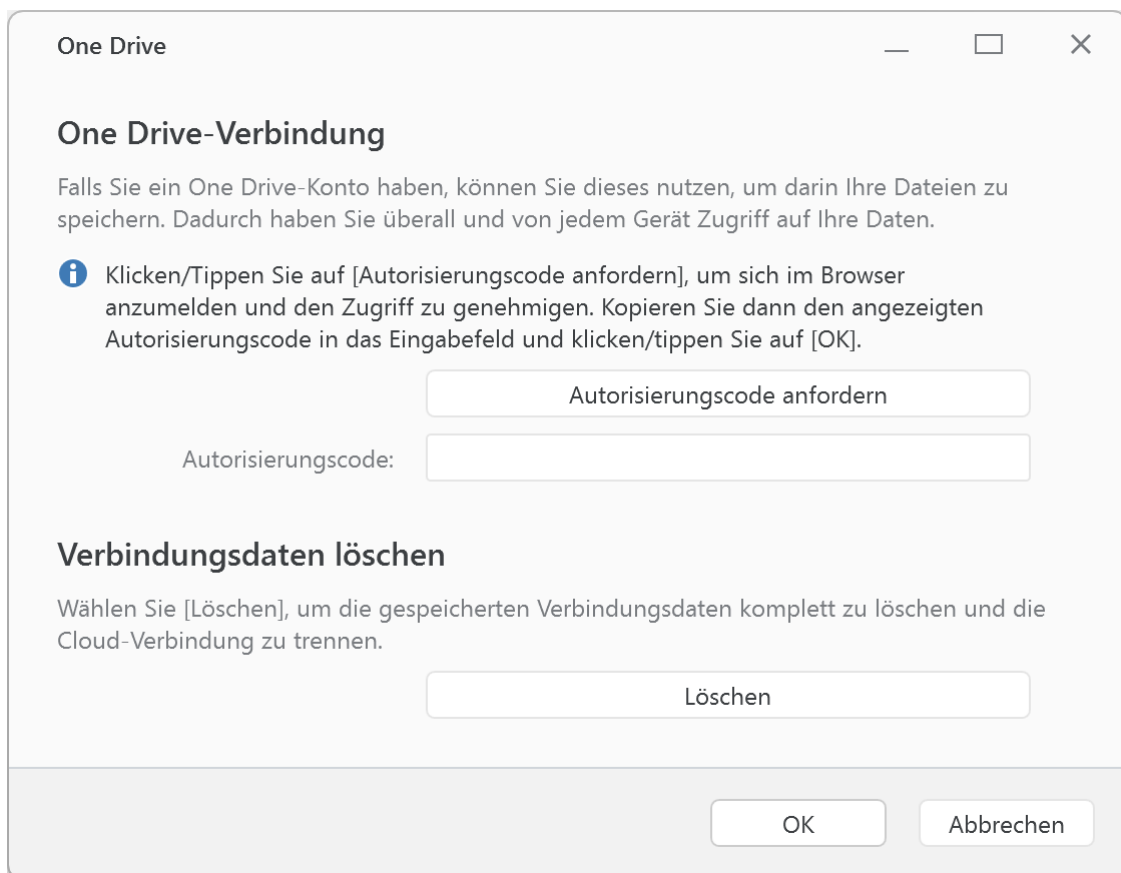 One Drive
One Drive-Verbindung
Falls Sie ein One Drive-Konto haben, können Sie dieses nutzen, um darin Ihre Dateien zu
speichern. Dadurch haben Sie überall und von jedem Gerät Zugriff auf Ihre Daten.
Klicken/Tippen Sie auf [Autorisierungscode anfordern], um sich im Browser
anzumelden und den Zugriff zu genehmigen. Kopieren Sie dann den angezeigten
Autorisierungscode in das Eingabefeld und klicken/tippen Sie auf [OK].
Autorisierungscode anfordern
Autorisierungscode:
Verbindungsdaten löschen
Wählen Sie [Löschen], um die gespeicherten Verbindungsdaten komplett zu löschen und die
Cloud-Verbindung zu trennen.
Löschen
OK Abbrechen